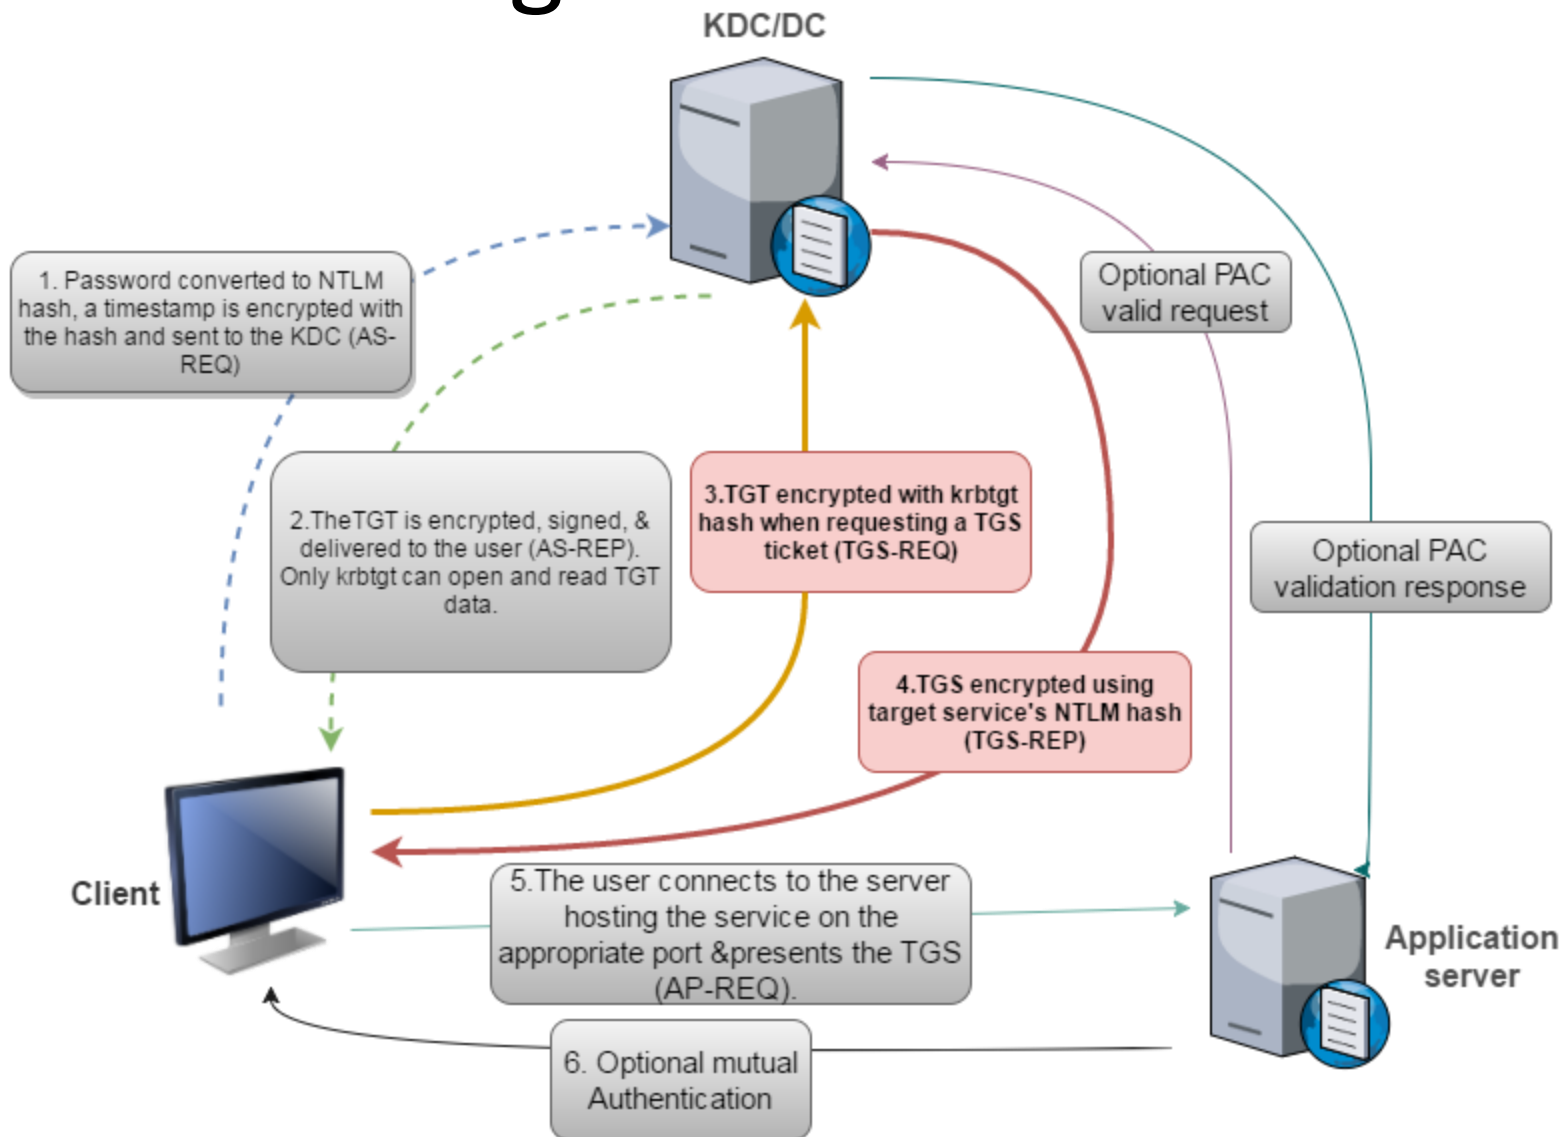 KDC/DC
1. Password converted to NTLM
hash, a timestamp is encrypted with
the hash and sent to the KDC (AS-
REQ)
Optional PAC
valid request
2.TheTGT is encrypted, signed, &
delivered to the user (AS-REP).
Only krbtgt can open and read TGT
data.
3.TGT encrypted with krbtgt
hash when requesting a TGS
ticket (TGS-REQ)
Optional PAC
validation response
4.TGS encrypted using
target service's NTLM hash
(TGS-REP)
Client
5.The user connects to the server
hosting the service on the
appropriate port &presents the TGS
(AP-REQ).
Application
server
6. Optional mutual
Authentication